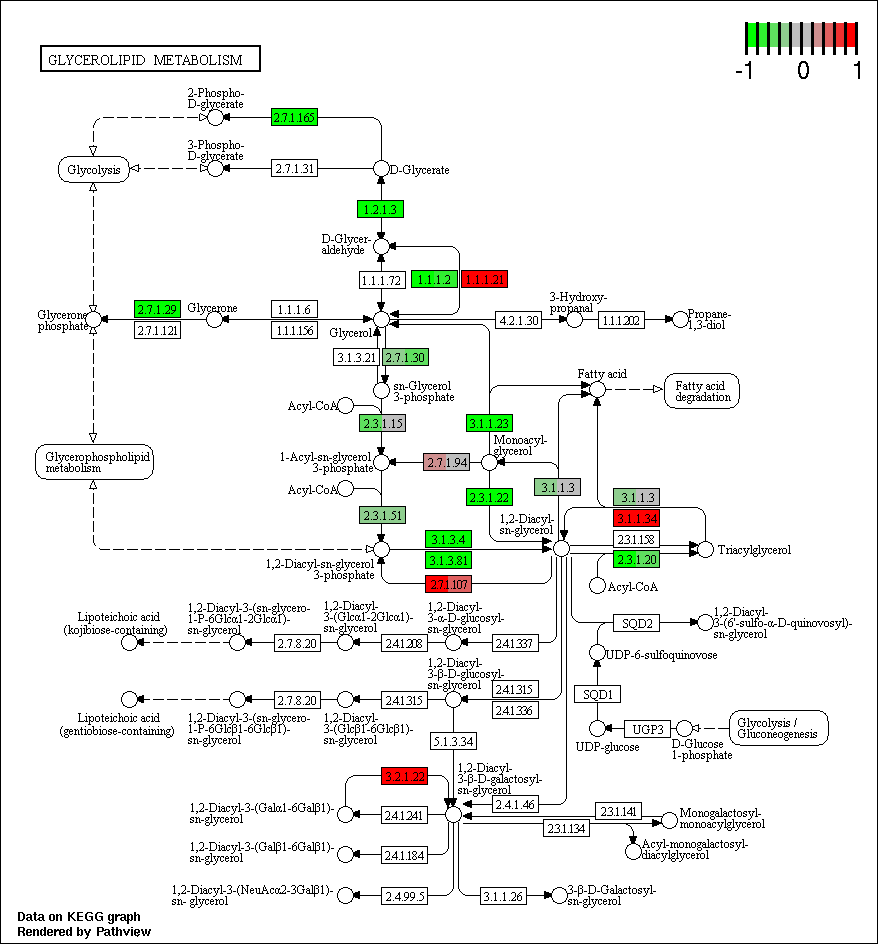 GLYCEROLIPID METABOLISM
-1 0 1
2-Phospho-
D-glycerate
2.7.1.165
3-Phospho-
D-glycerate
Glycolysis
2.7.1.31
D-Glycerate
1.2.1.3
D-Glycer-
aldehyde
1.1.1.72
1.1.1.2
1.1.1.21
3-Hydroxy-
propanal
Glycerone
phosphate
2.7.1.29
2.7.1.121
Glycerone
1.1.1.6
1.1.1.156
Glycerol
4.2.1.30
1.1.1202
Propane-
1,3-diol
3.1.3.21
2.7.1.30
Fatty acid
Fatty acid
degradation
sn-Glycerol
3-phosphate
Acyl-CoA
2.3.1.15
3.1.1.23
Monoacyl-
glycerol
Glycerophospholipid
metabolism
1-Acyl-sn-glycerol
3-phosphate
2.7.1.94
Acyl-CoA
3.1.1.3
2.3.1.22
3.1.1.3
2.3.1.51
1,2-Diacyl-
sn-glycerol
3.1.1.34
3.1.3.4
2.3.1.158
Triacylglycerol
3.1.3.81
2.3.1.20
1,2-Diacyl-sn-glycerol
3-phosphate
2.7.1.107
Acyl-CoA
Lipoteichoic acid
(kojibiose-containing)
1,2-Diacyl-3-(sn-glycero-
1-P-6Glcα1-2Glcα1)-
sn-glycerol
2.7.8.20
1,2-Diacyl-
3-(Glcα1-2Glcα1)-
sn-glycerol
2.4.1208
1,2-Diacyl-
3-α-D-glucosyl-
sn-glycerol
2.4.1337
SQD2
1,2-Diacyl-
3-(6'-sulfo-α-D-quinovosyl)-
sn-glycerol
UDP-6-sulfoquinovose
1,2-Diacyl-
3-β-D-glucosyl-
sn-glycerol
2.4.1315
2.4.1336
SQD1
Lipoteichoic acid
(gentiobiose-containing)
2.7.8.20
1,2-Diacyl-3-(sn-glycero-
1-P-6Glcβ1-6Glcβ1)-
sn-glycerol
2.4.1315
1,2-Diacyl-
3-(Glcβ1-6Glcβ1)-
sn-glycerol
5.1.3.34
UDP-glucose
UGP3
D-Glucose
1-phosphate
Glycolysis /
Gluconeogenesis
3.2.1.22
1,2-Diacyl-
3-β-D-galactosyl-
sn-glycerol
2.4.1.46
1,2-Diacyl-3-(Galα1-6Galβ1)-
sn-glycerol
2.4.1241
2.3.1.141
Monogalactosyl-
monoacylglycerol
2.3.1.134
Acyl-monogalactosyl-
diacylglycerol
1,2-Diacyl-3-(Galβ1-6Galβ1)-
sn-glycerol
2.4.1.184
1,2-Diacyl-3-(NeuAcα2-3Galβ1)-
sn- glycerol
2.4.99.5
3.1.1.26
3-β-D-Galactosyl-
sn-glycerol
Data on KEGG graph
Rendered by Pathview